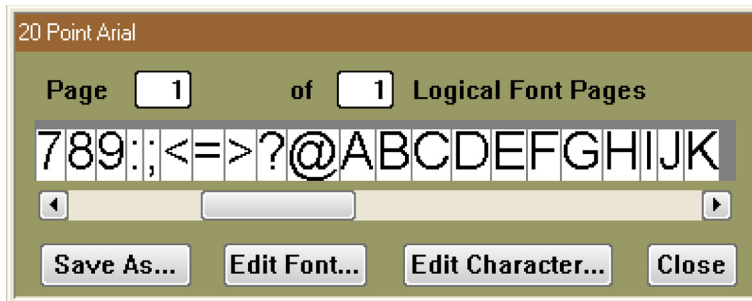 20 Point Arial
Page 1 of 1 Logical Font Pages
789:;<=>?@ABCDEFGHIJK
Save As... Edit Font... Edit Character... Close